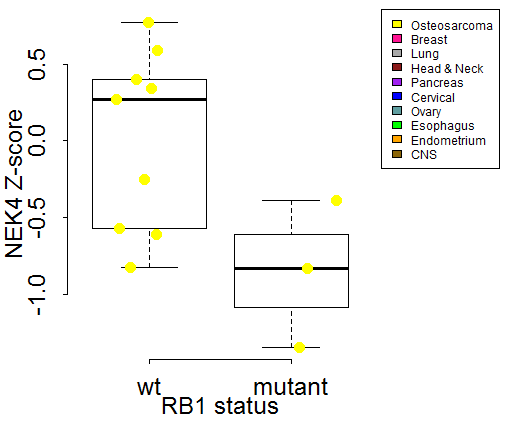 Osteosarcoma
Breast
Lung
Head & Neck
Pancreas
Cervical
Ovary
Esophagus
Endometrium
CNS
NEK4 Z-score
0.5
0.0
-0.5
-1.0
wt
mutant
RB1 status